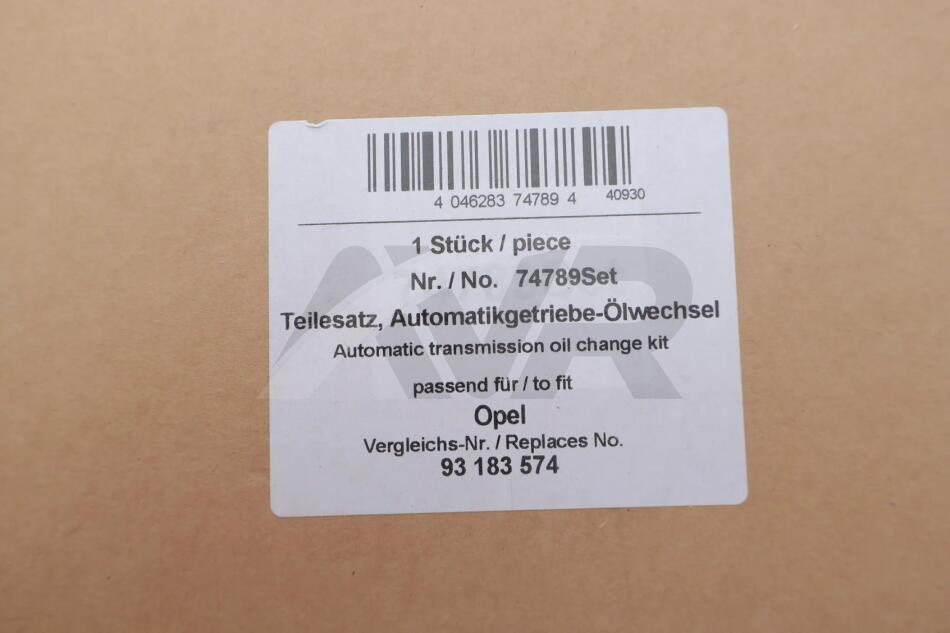 4 046283 74789 4 40930
1 Stück / piece
Nr. / No. 74789Set
Teilesatz, Automatikgetriebe-Ölwechsel
Automatic transmission oil change kit
passend für / to fit
Opel
Vergleichs-Nr. / Replaces No.
93 183 574
AVR